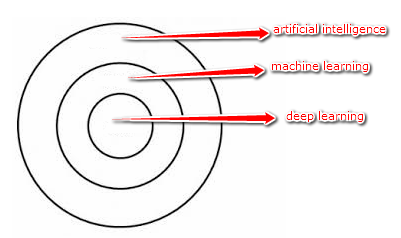 artificial intelligence
machine learning
deep learning